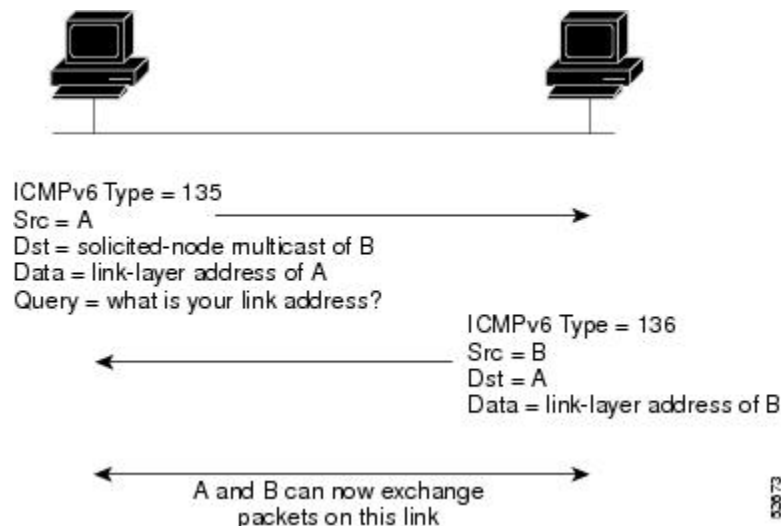 ICMPv6 Type = 135
Src = A
Dst = solicited-node multicast of B
Data = link-layer address of A
Query = what is your link address?
ICMPv6 Type = 136
Src = B
Dst = A
Data = link-layer address of B
A and B can now exchange
packets on this link